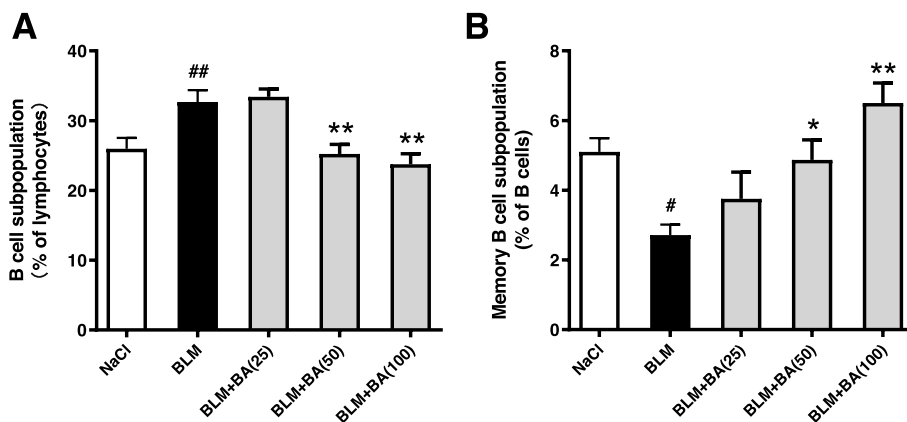 A
B cell subpopulation
(% of lymphocytes)
40
30
20
10
0
##
**
**
NaCl
BLM
BLM+BA(25)
BLM+BA(50)
BLM+BA(100)
B
Memory B cell subpopulation
(% of B cells)
8
6
4
2
0
#
*
**
NaCl
BLM
BLM+BA(25)
BLM+BA(50)
BLM+BA(100)